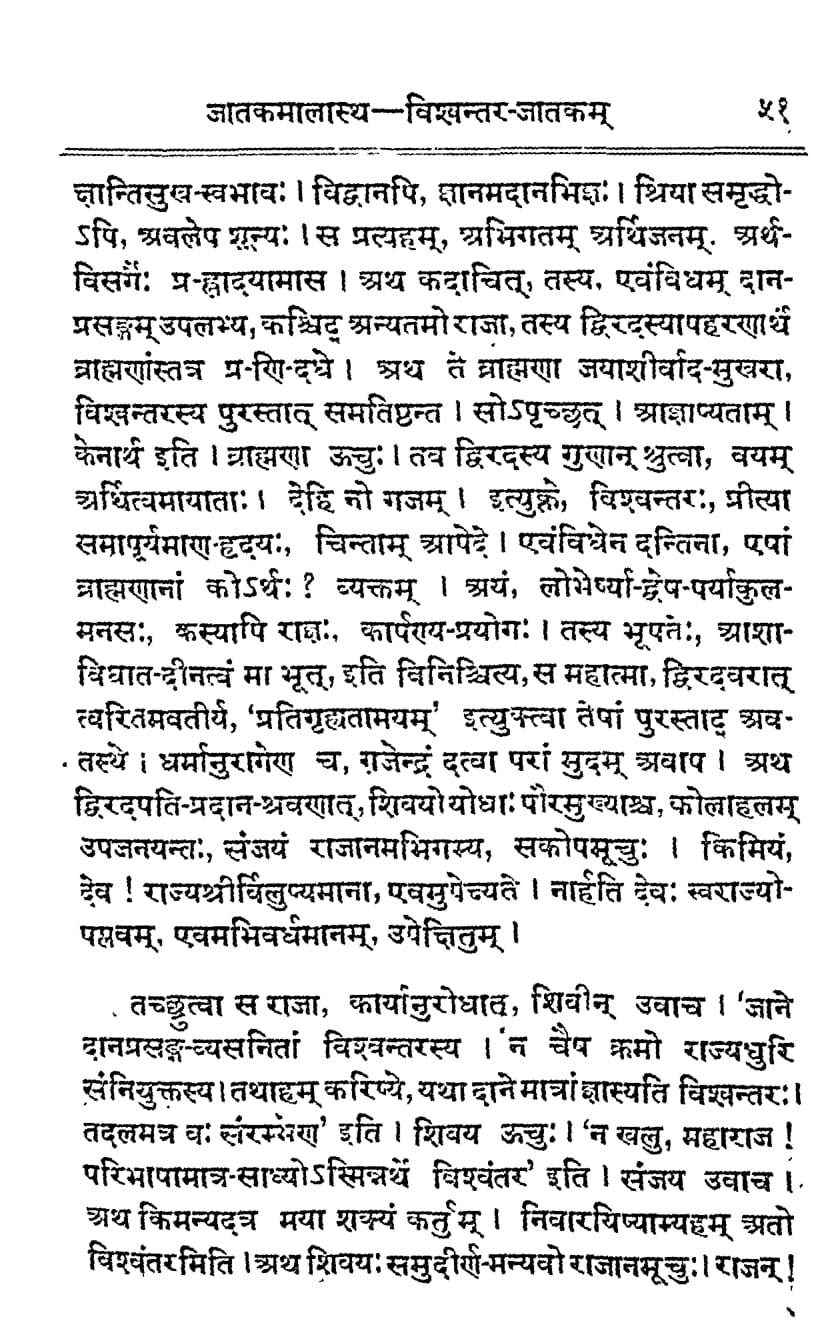 जातकमालास्थ—विश्वन्तर-जातकम् ५१
क्षान्तिसुख-स्वभावः । विद्वानपि, ज्ञानमदानभिज्ञः । श्रिया समृद्धो-
ऽपि, अवलेप शून्यः । स प्रत्यहम्, अभिगतम् अर्थिजनम्. अर्थ-
विसर्गैः प्र-ह्लादयामास । अथ कदाचित्, तस्य, एवंविधम् दान-
प्रसङ्गम् उपलभ्य, कश्चिद् अन्यतमो राजा, तस्य द्विरदस्यापहरणार्थं
ब्राह्मणांस्तत्र प्र-णि-दधे । अथ ते ब्राह्मणा जयाशीर्वाद-मुखरा,
विश्वन्तरस्य पुरस्तात् समतिष्ठन्त । सोऽपृच्छत् । आज्ञाप्यताम् ।
केनार्थ इति । ब्राह्मणा ऊचुः । तव द्विरदस्य गुणान् श्रुत्वा, वयम्
अर्थित्वमायाताः । देहि नो गजम् । इत्युक्ते, विश्वन्तरः, प्रीत्या
समापूर्यमाण-हृदयः, चिन्ताम् आपेदे । एवंविधेन दन्तिना, एषां
ब्राह्मणानां कोऽर्थः ? व्यक्तम् । अयं, लोभेर्ष्या-द्वेष-पर्याकुल-
मनसः, कस्यापि राज्ञः, कार्पण्य-प्रयोगः । तस्य भूपतेः, आशा-
विघात-दीनत्वं मा भूत्, इति विनिश्चित्य, स महात्मा, द्विरदवरात्
त्वरितमवतीर्य, ‘प्रतिगृह्यतामयम्’ इत्युक्त्वा तेषां पुरस्ताद् अव-
तस्थे । धर्मानुरागेण च, गजेन्द्रं दत्वा परां मुदम् अवाप । अथ
द्विरदपति-प्रदान-श्रवणात्, शिवयो योधाः पौरमुख्याश्च, कोलाहलम्
उपजनयन्तः, संजयं राजानमभिगम्य, सकोपमूचुः । किमियं,
देव ! राज्यश्रीर्विलुप्यमाना, एवमुपेक्ष्यते । नार्हति देवः स्वराज्यो-
पप्लवम्, एवमभिवर्धमानम्, उपेक्षितुम् ।
तच्छ्रुत्वा स राजा, कार्यानुरोधात्, शिवीन् उवाच । ‘जाने
दानप्रसङ्ग-व्यसनितां विश्वन्तरस्य । न चैष क्रमो राज्यधुरि
संनियुक्तस्य । तथाहम् करिष्ये, यथा दाने मात्रां ज्ञास्यति विश्वन्तरः ।
तदलमत्र वः संरम्भेण’ इति । शिवय ऊचुः । ‘न खलु, महाराज !
परिभाषामात्र-साध्योऽस्मिन्नर्थे विश्वंतर’ इति । संजय उवाच ।
अथ किमन्यदत्र मया शक्यं कर्तुम् । निवारयिष्याम्यहम् अतो
विश्वंतरमिति । अथ शिवयः समुदीर्ण-मन्यवो राजानमूचुः । राजन् !